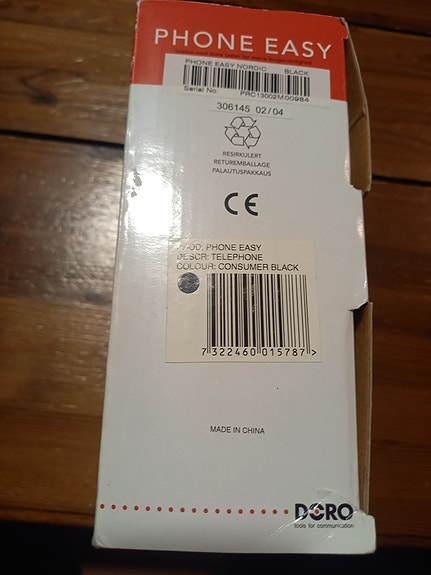 PHONE EASY
PHONE EASY NORDIC BLACK
Serial No PRC13002M00984
306145 02/04
RESIRKULERT
RETUREMBALLAGE
PALAUTUSPAKKAUS
CE
PHONE EASY
DESCR: TELEPHONE
COLOUR: CONSUMER BLACK
7 322460 015787 >
MADE IN CHINA
DORO
tools for communication